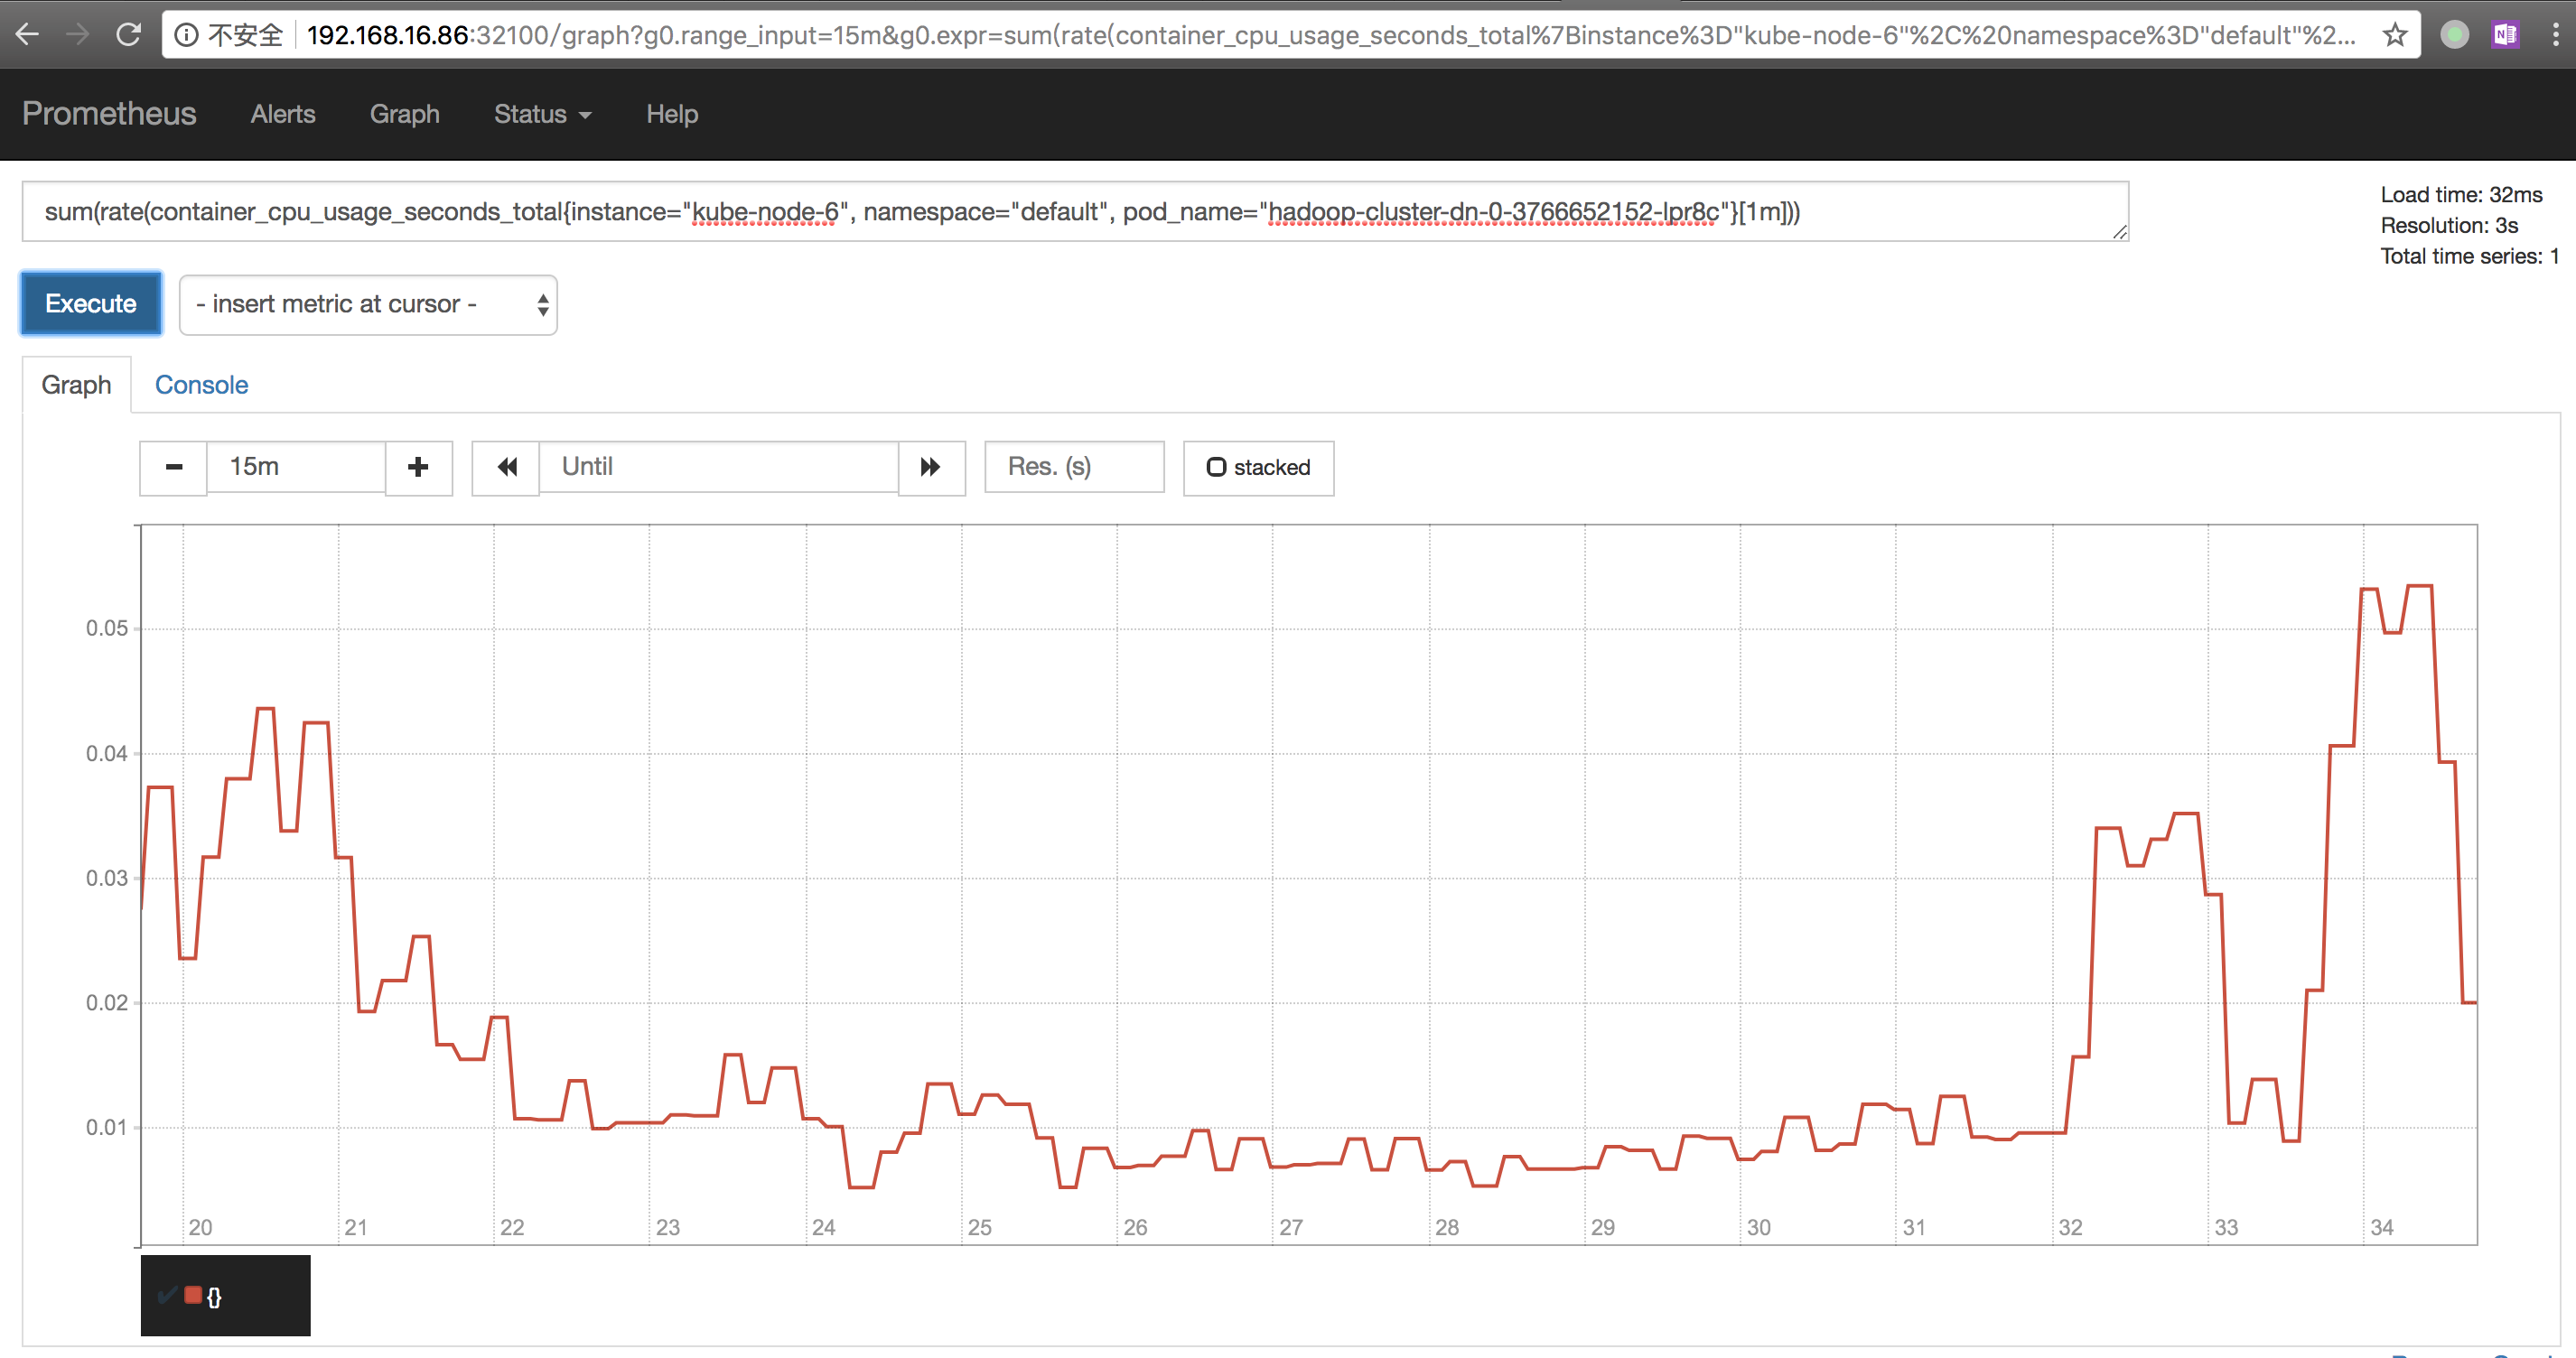 不安全 192.168.16.86:32100/graph?g0.range_input=15m&g0.expr=sum(rate(container_cpu_usage_seconds_total%7Binstance%3D"kube-node-6"%2C%20namespace%3D"default"%2...
Prometheus Alerts Graph Status Help
sum(rate(container_cpu_usage_seconds_total{instance="kube-node-6", namespace="default", pod_name="hadoop-cluster-dn-0-3766652152-lpr8c"}[1m]))
Load time: 32ms
Resolution: 3s
Total time series: 1
Execute - insert metric at cursor -
Graph Console
15m Until Res. (s) stacked
0.05
0.04
0.03
0.02
0.01
20 21 22 23 24 25 26 27 28 29 30 31 32 33 34
{}